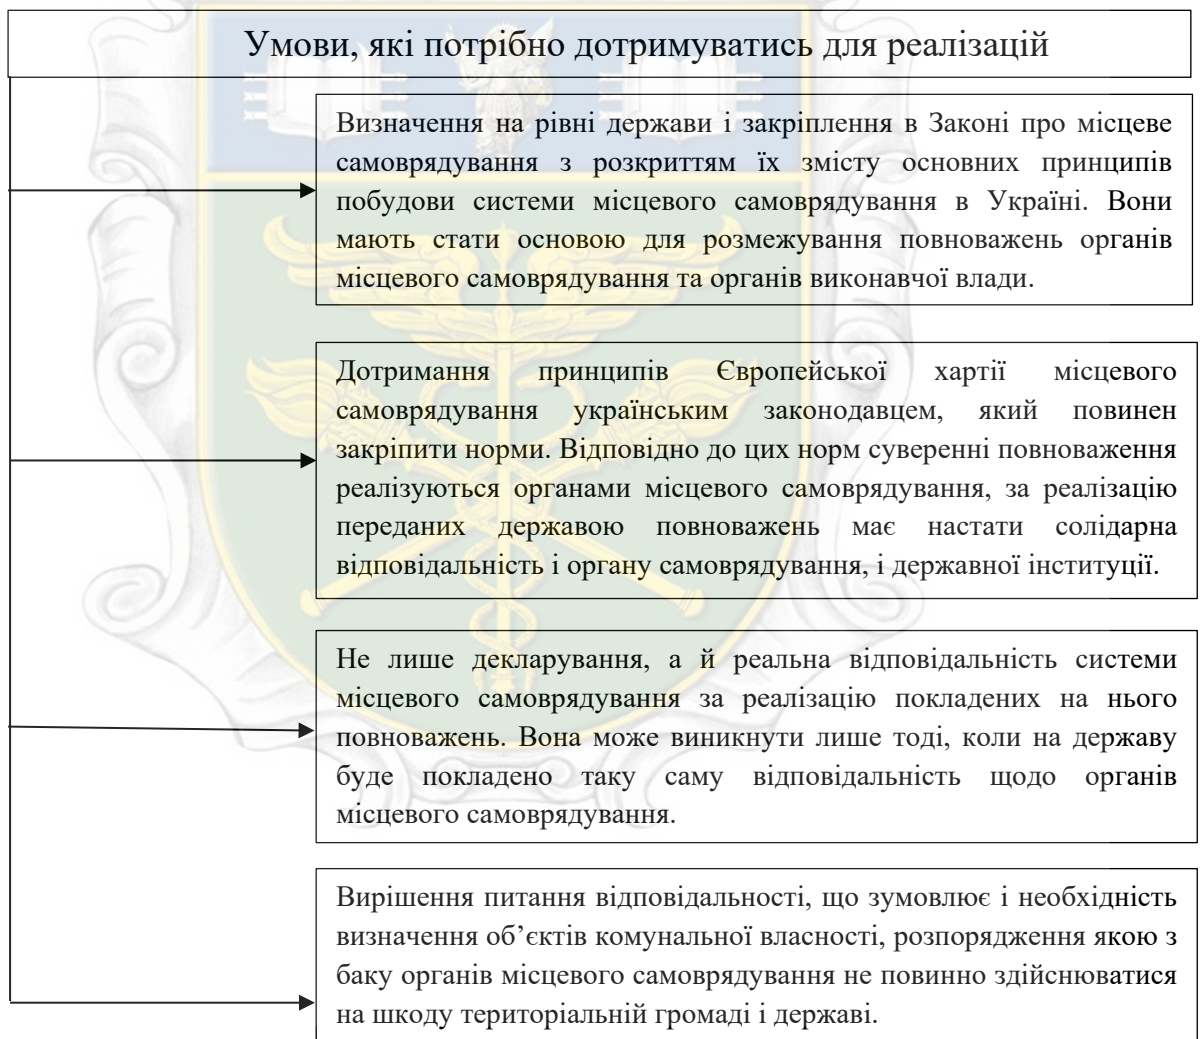 Умови, які потрібно дотримуватись для реалізацій
Визначення на рівні держави і закріплення в Законі про місцеве
самоврядування з розкриттям їх змісту основних принципів
побудови системи місцевого самоврядування в Україні. Вони
мають стати основою для розмежування повноважень органів
місцевого самоврядування та органів виконавчої влади.
Дотримання принципів Європейської хартії місцевого
самоврядування українським законодавцем, який повинен
закріпити норми. Відповідно до цих норм суверенні повноваження
реалізуються органами місцевого самоврядування, за реалізацію
переданих державою повноважень має настати солідарна
відповідальність і органу самоврядування, і державної інституції.
Не лише декларування, а й реальна відповідальність системи
місцевого самоврядування за реалізацію покладених на нього
повноважень. Вона може виникнути лише тоді, коли на державу
буде покладено таку саму відповідальність щодо органів
місцевого самоврядування.
Вирішення питання відповідальності, що зумовлює і необхідність
визначення об’єктів комунальної власності, розпорядження якою з
баку органів місцевого самоврядування не повинно здійснюватися
на шкоду територіальній громаді і державі.